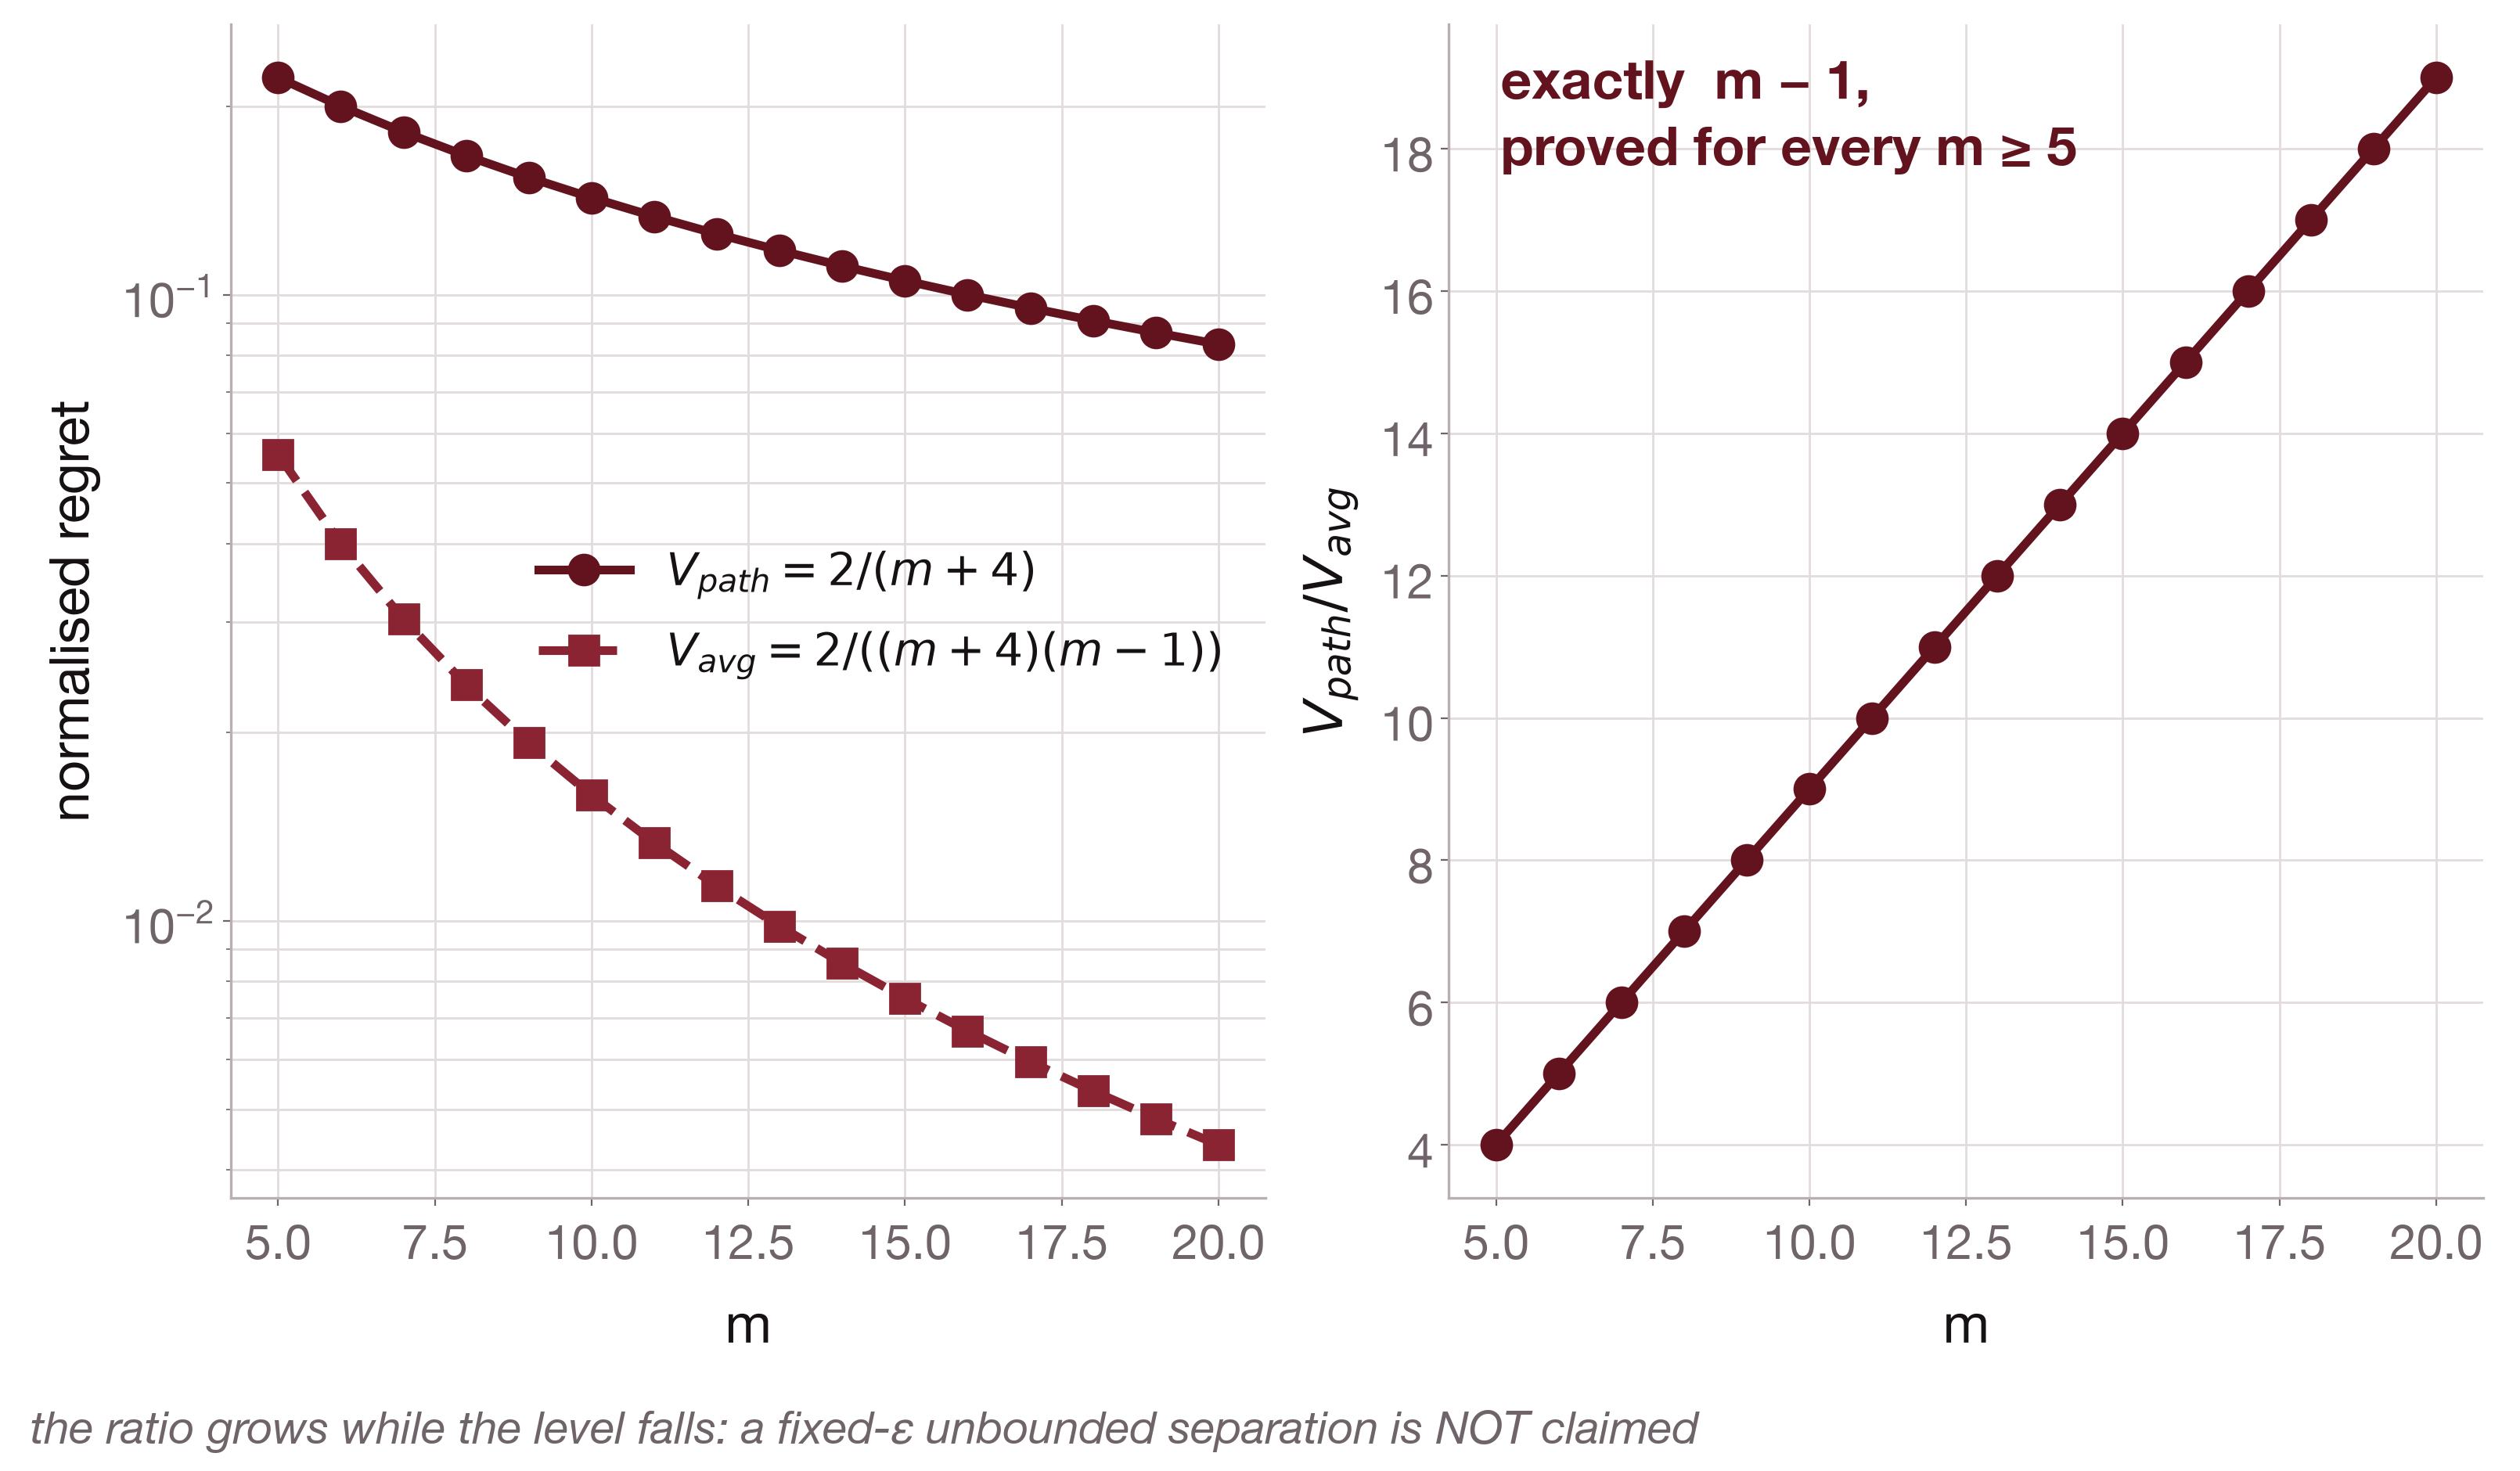 normalised regret
10⁻¹
10⁻²
V_path = 2/(m + 4)
V_avg = 2/((m + 4)(m − 1))
5.0 7.5 10.0 12.5 15.0 17.5 20.0
m
exactly m − 1,
proved for every m ≥ 5
V_path/V_avg
18
16
14
12
10
8
6
4
5.0 7.5 10.0 12.5 15.0 17.5 20.0
m
the ratio grows while the level falls: a fixed-ε unbounded separation is NOT claimed